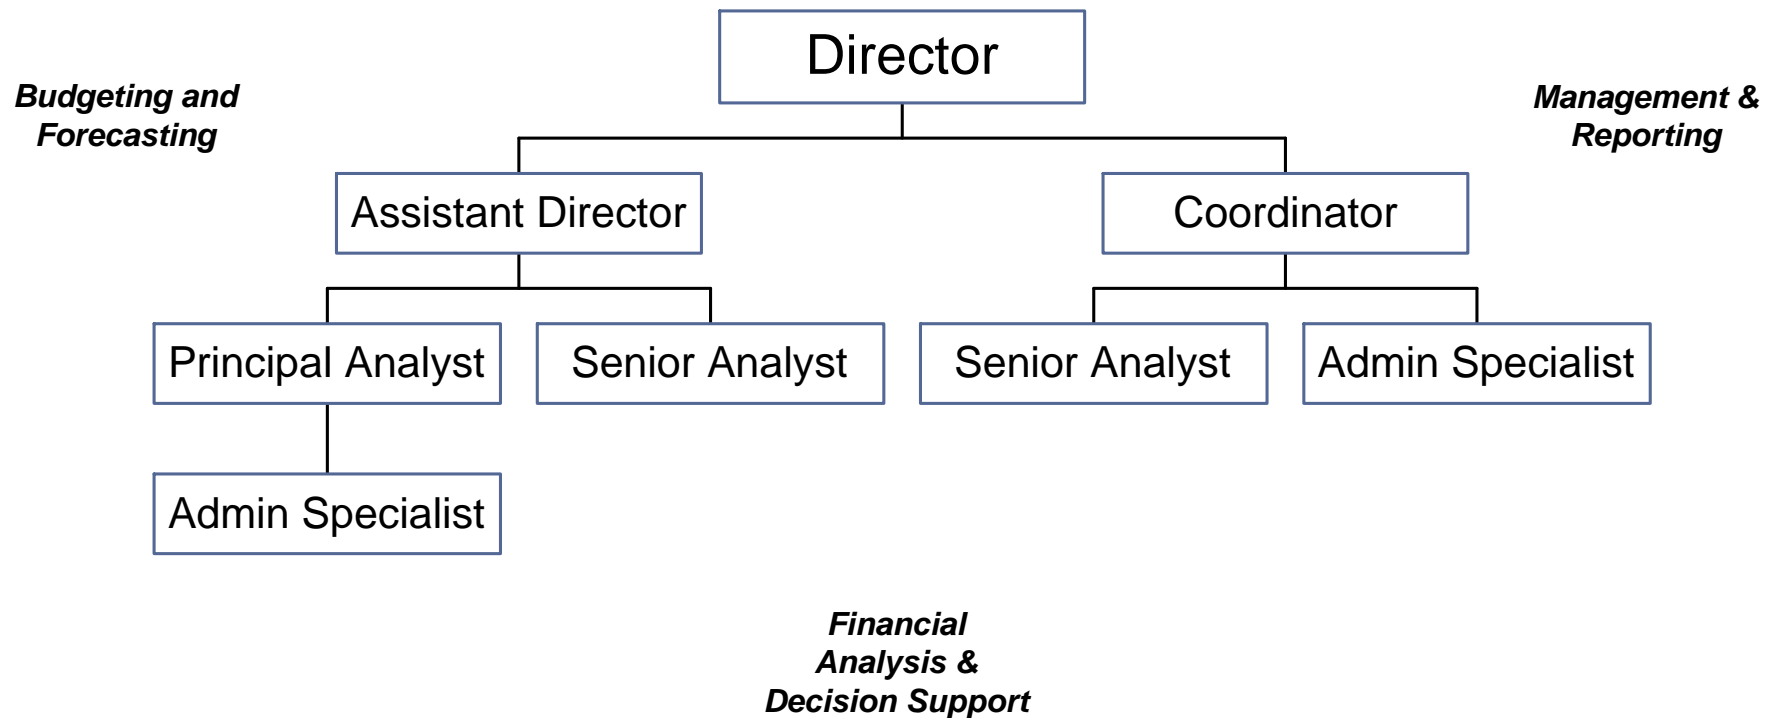 Director
Budgeting and
Forecasting
Management &
Reporting
Assistant Director
Coordinator
Principal Analyst
Senior Analyst
Senior Analyst
Admin Specialist
Admin Specialist
Financial
Analysis &
Decision Support